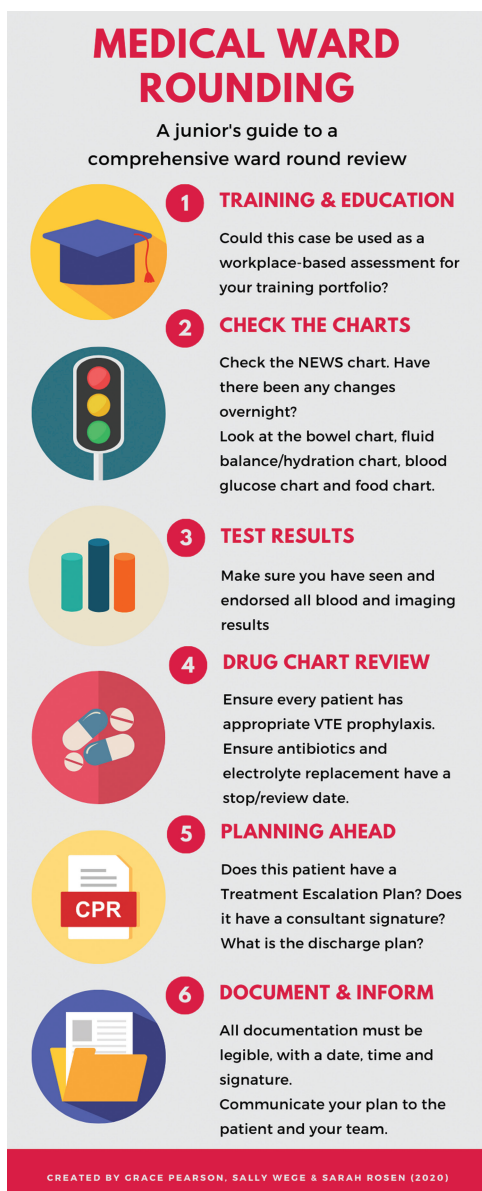 MEDICAL WARD
ROUNDING
A junior's guide to a
comprehensive ward round review
1 TRAINING & EDUCATION
Could this case be used as a
workplace-based assessment for
your training portfolio?
2 CHECK THE CHARTS
Check the NEWS chart. Have
there been any changes
overnight?
Look at the bowel chart, fluid
balance/hydration chart, blood
glucose chart and food chart.
3 TEST RESULTS
Make sure you have seen and
endorsed all blood and imaging
results
4 DRUG CHART REVIEW
Ensure every patient has
appropriate VTE prophylaxis.
Ensure antibiotics and
electrolyte replacement have a
stop/review date.
5 PLANNING AHEAD
CPR
Does this patient have a
Treatment Escalation Plan? Does
it have a consultant signature?
What is the discharge plan?
6 DOCUMENT & INFORM
All documentation must be
legible, with a date, time and
signature.
Communicate your plan to the
patient and your team.
CREATED BY GRACE PEARSON, SALLY WEGE & SARAH ROSEN (2020)